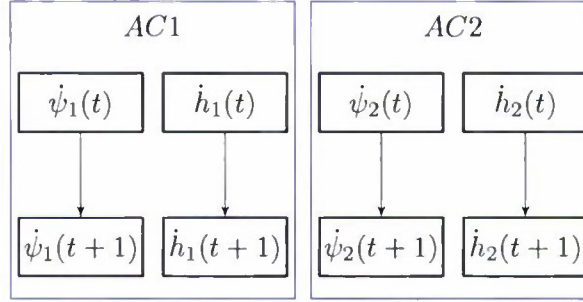 AC1 AC2
ψ̇₁(t) ḣ₁(t) ψ̇₂(t) ḣ₂(t)
ψ̇₁(t + 1) ḣ₁(t + 1) ψ̇₂(t + 1) ḣ₂(t + 1)